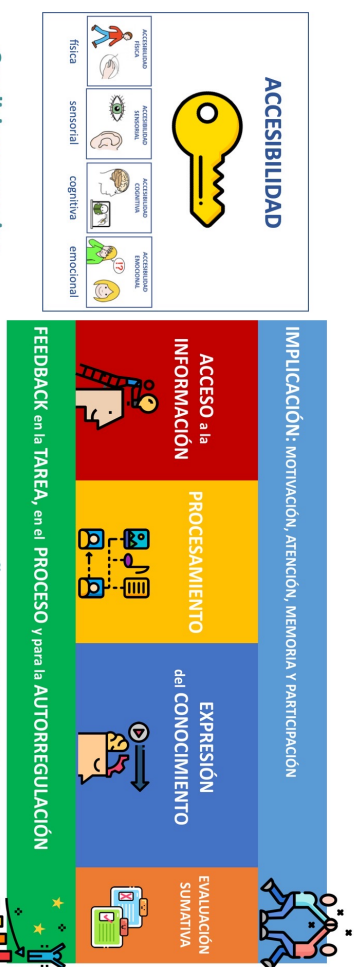 ACCESIBILIDAD
ACCESIBILIDAD
FÍSICA
física
ACCESIBILIDAD
SENSORIAL
sensorial
ACCESIBILIDAD
COGNITIVA
cognitiva
ACCESIBILIDAD
EMOCIONAL
!?
emocional
IMPLICACIÓN: MOTIVACIÓN, ATENCIÓN, MEMORIA Y PARTICIPACIÓN
ACCESO a la
INFORMACIÓN
PROCESAMIENTO
EXPRESIÓN
del CONOCIMIENTO
EVALUACIÓN
SUMATIVA
FEEDBACK en la TAREA, en el PROCESO y para la AUTORREGULACIÓN